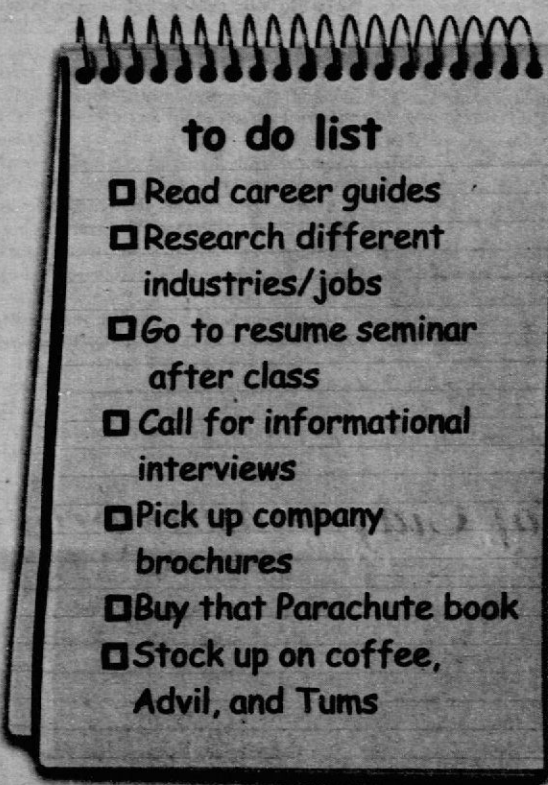 to do list
Read career guides
Research different
industries/jobs
Go to resume seminar
after class
Call for informational
interviews
Pick up company
brochures
Buy that Parachute book
Stock up on coffee,
Advil, and Tums